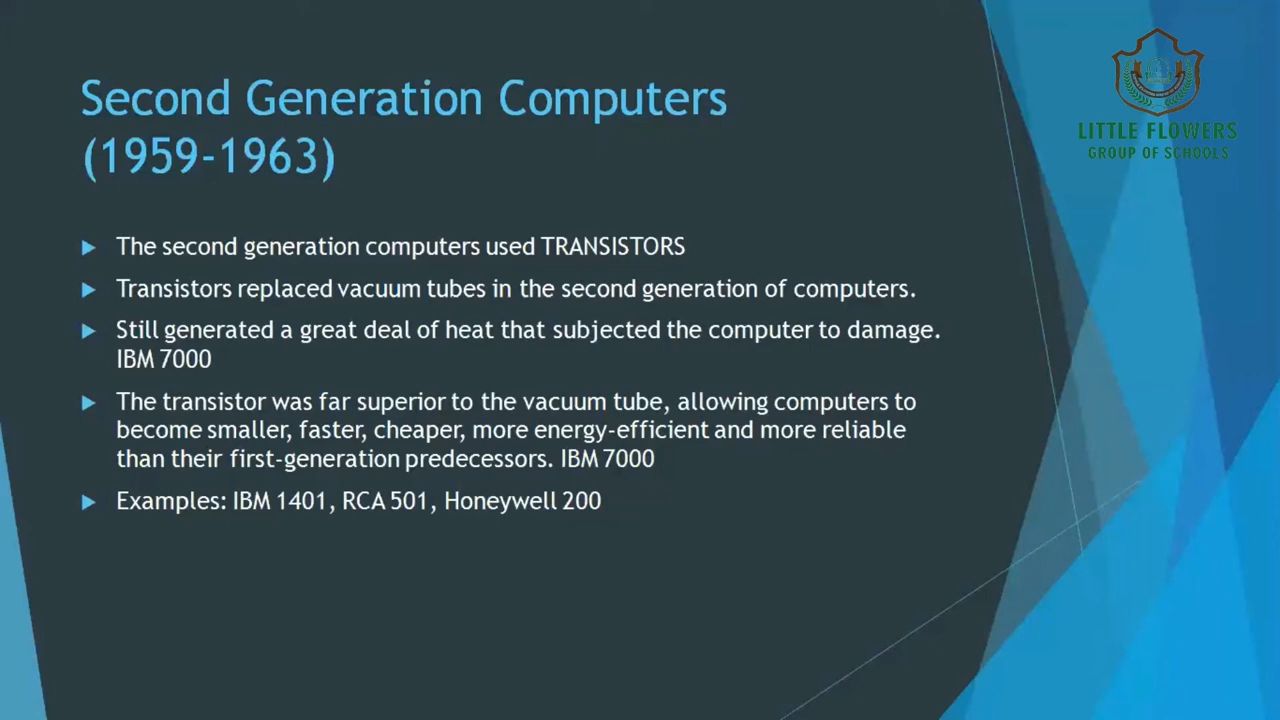 Second Generation Computers
(1959-1963)
LITTLE FLOWERS
GROUP OF SCHOOLS
The second generation computers used TRANSISTORS
Transistors replaced vacuum tubes in the second generation of computers.
Still generated a great deal of heat that subjected the computer to damage.
IBM 7000
The transistor was far superior to the vacuum tube, allowing computers to
become smaller, faster, cheaper, more energy-efficient and more reliable
than their first-generation predecessors. IBM 7000
Examples: IBM 1401, RCA 501, Honeywell 200